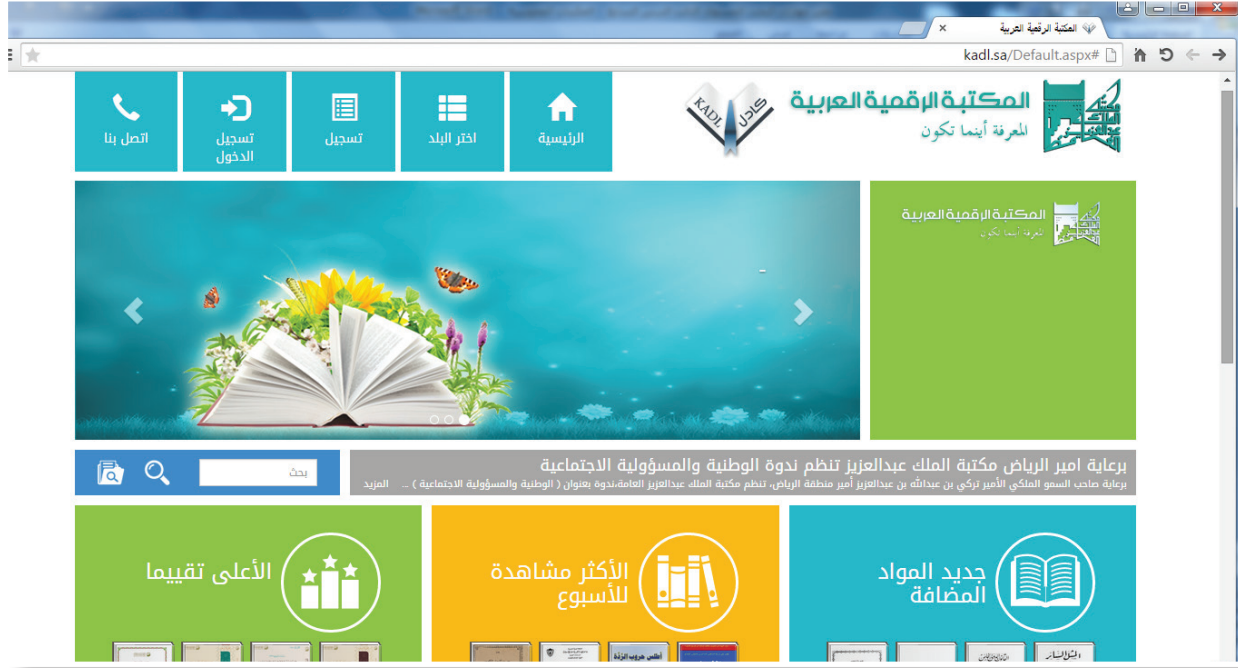 المكتبة الرقمية العربية
kadl.sa/Default.aspx#
المكتبة الرقمية العربية
المعرفة أينما تكون
كادل
KADL
الرئيسية
اختر البلد
تسجيل
تسجيل
الدخول
اتصل بنا
المكتبة الرقمية العربية
المعرفة أينما تكون
برعاية امير الرياض مكتبة الملك عبدالعزيز تنظم ندوة الوطنية والمسؤولية الاجتماعية
برعاية صاحب السمو الملكي الأمير تركي بن عبدالله بن عبدالعزيز أمير منطقة الرياض، تنظم مكتبة الملك عبدالعزيز العامة،ندوة بعنوان ( الوطنية والمسؤولية الاجتماعية ) ... المزيد
بحث
جديد المواد
المضافة
الأكثر مشاهدة
للأسبوع
الأعلى تقييما
أطلس حروب الردة